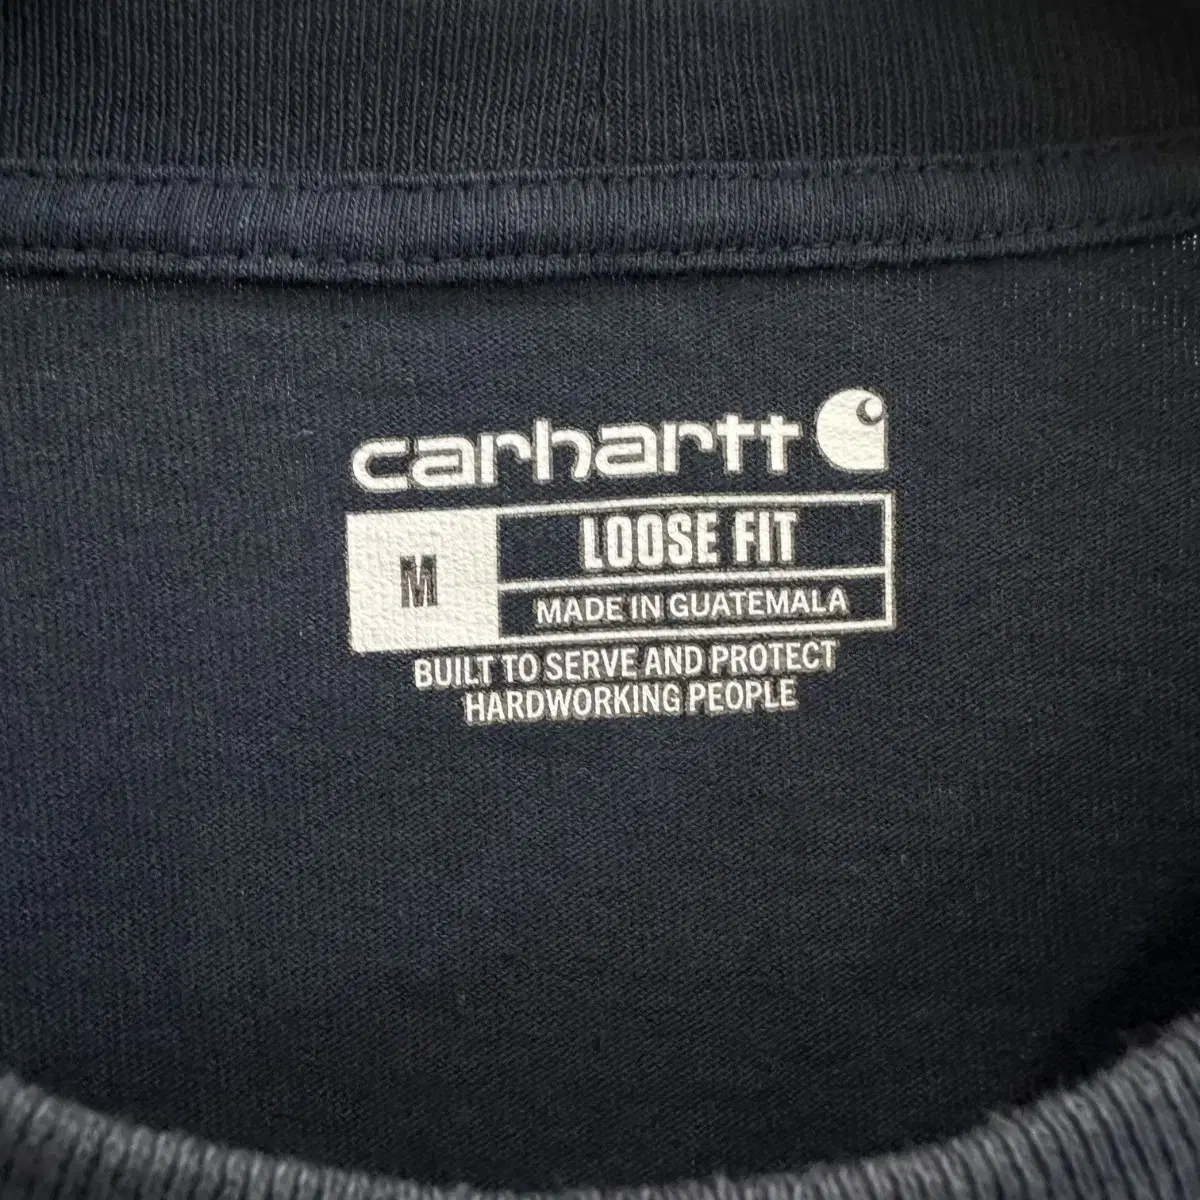 carhartt
M
LOOSE FIT
MADE IN GUATEMALA
BUILT TO SERVE AND PROTECT
HARDWORKING PEOPLE